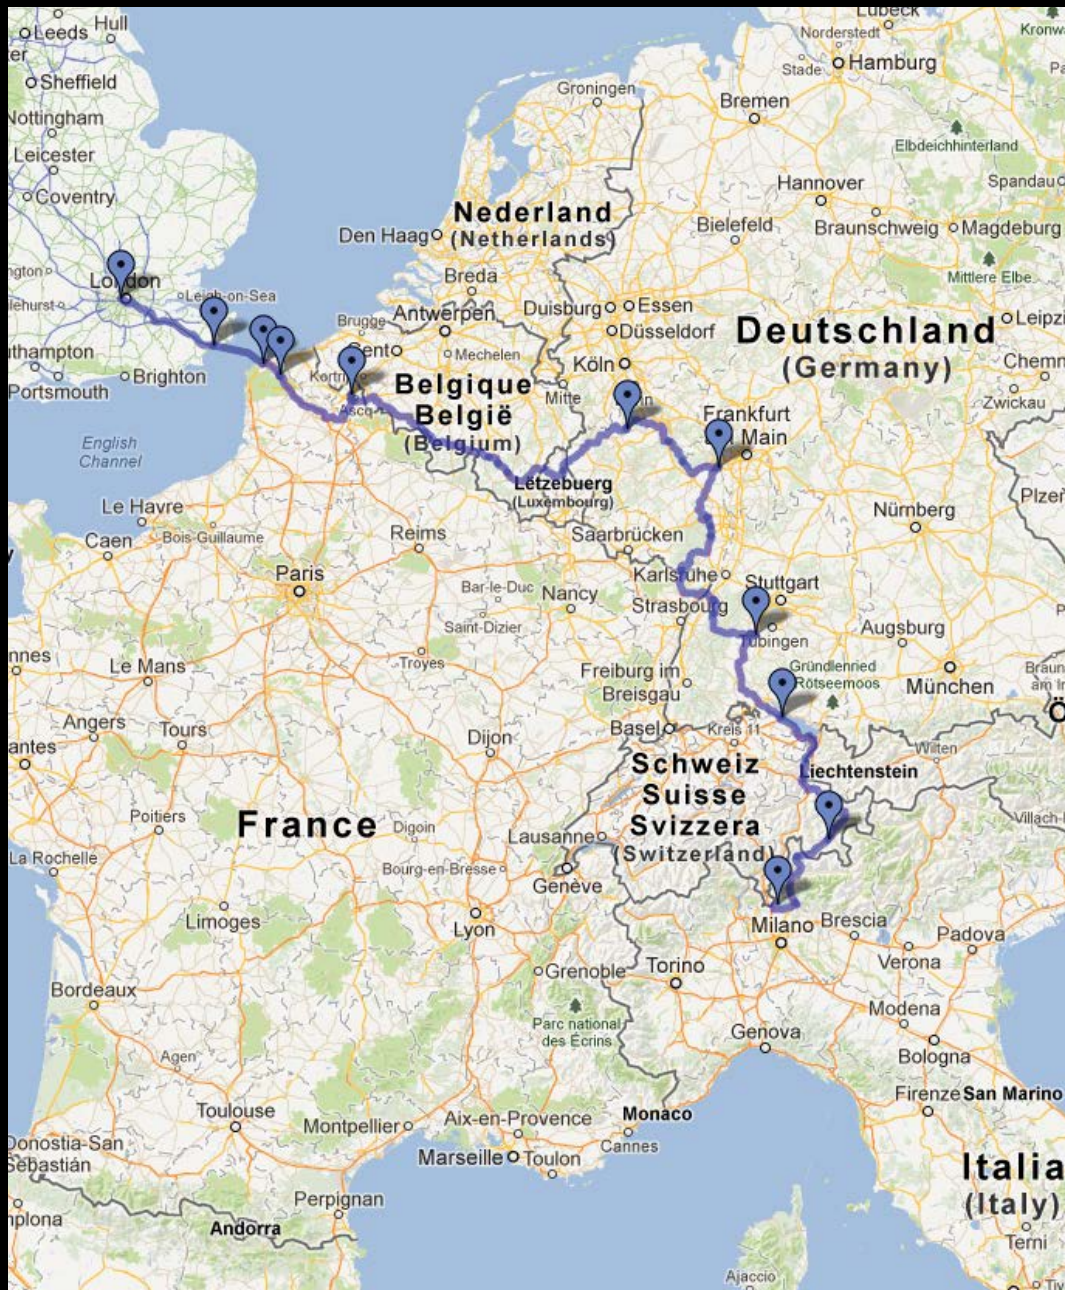 Lübeck
Leeds
Hull
Norderstedt
Stade
Hamburg
Sheffield
Groningen
Bremen
Nottingham
Elbdeichhinterland
Leicester
Hannover
Spandau
Coventry
Nederland
(Netherlands)
Bielefeld
Braunschweig
Magdeburg
Den Haag
Mittlere Elbe
Breda
London
Leigh-on-Sea
Duisburg
Essen
Antwerpen
Brugge
Düsseldorf
Deutschland
(Germany)
Mechelen
Köln
Brighton
Portsmouth
Belgique
België
(Belgium)
Mitte
Zwickau
Frankfurt
Main
English
Channel
Lëtzebuerg
(Luxembourg)
Le Havre
Bois-Guillaume
Nürnberg
Caen
Reims
Saarbrücken
Paris
Karlsruhe
Stuttgart
Bar-le-Duc
Nancy
Strasbourg
Saint-Dizier
Tübingen
Augsburg
Le Mans
Troyes
Freiburg im
Breisgau
Gründlenried
Rötseemoos
München
Angers
Tours
Basel
Kreis 11
Dijon
Wilten
Schweiz
Suisse
Svizzera
(Switzerland)
Liechtenstein
Poitiers
France
Digoin
Lausanne
La Rochelle
Bourg-en-Bresse
Genève
Limoges
Lyon
Milano
Brescia
Padova
Verona
Grenoble
Torino
Bordeaux
Parc national
des Écrins
Modena
Genova
Bologna
Agen
Firenze
San Marino
Toulouse
Montpellier
Aix-en-Provence
Monaco
Cannes
Marseille
Toulon
Donostia-San
Sebastián
Italia
(Italy)
Perpignan
Andorra
Terni
Ajaccio